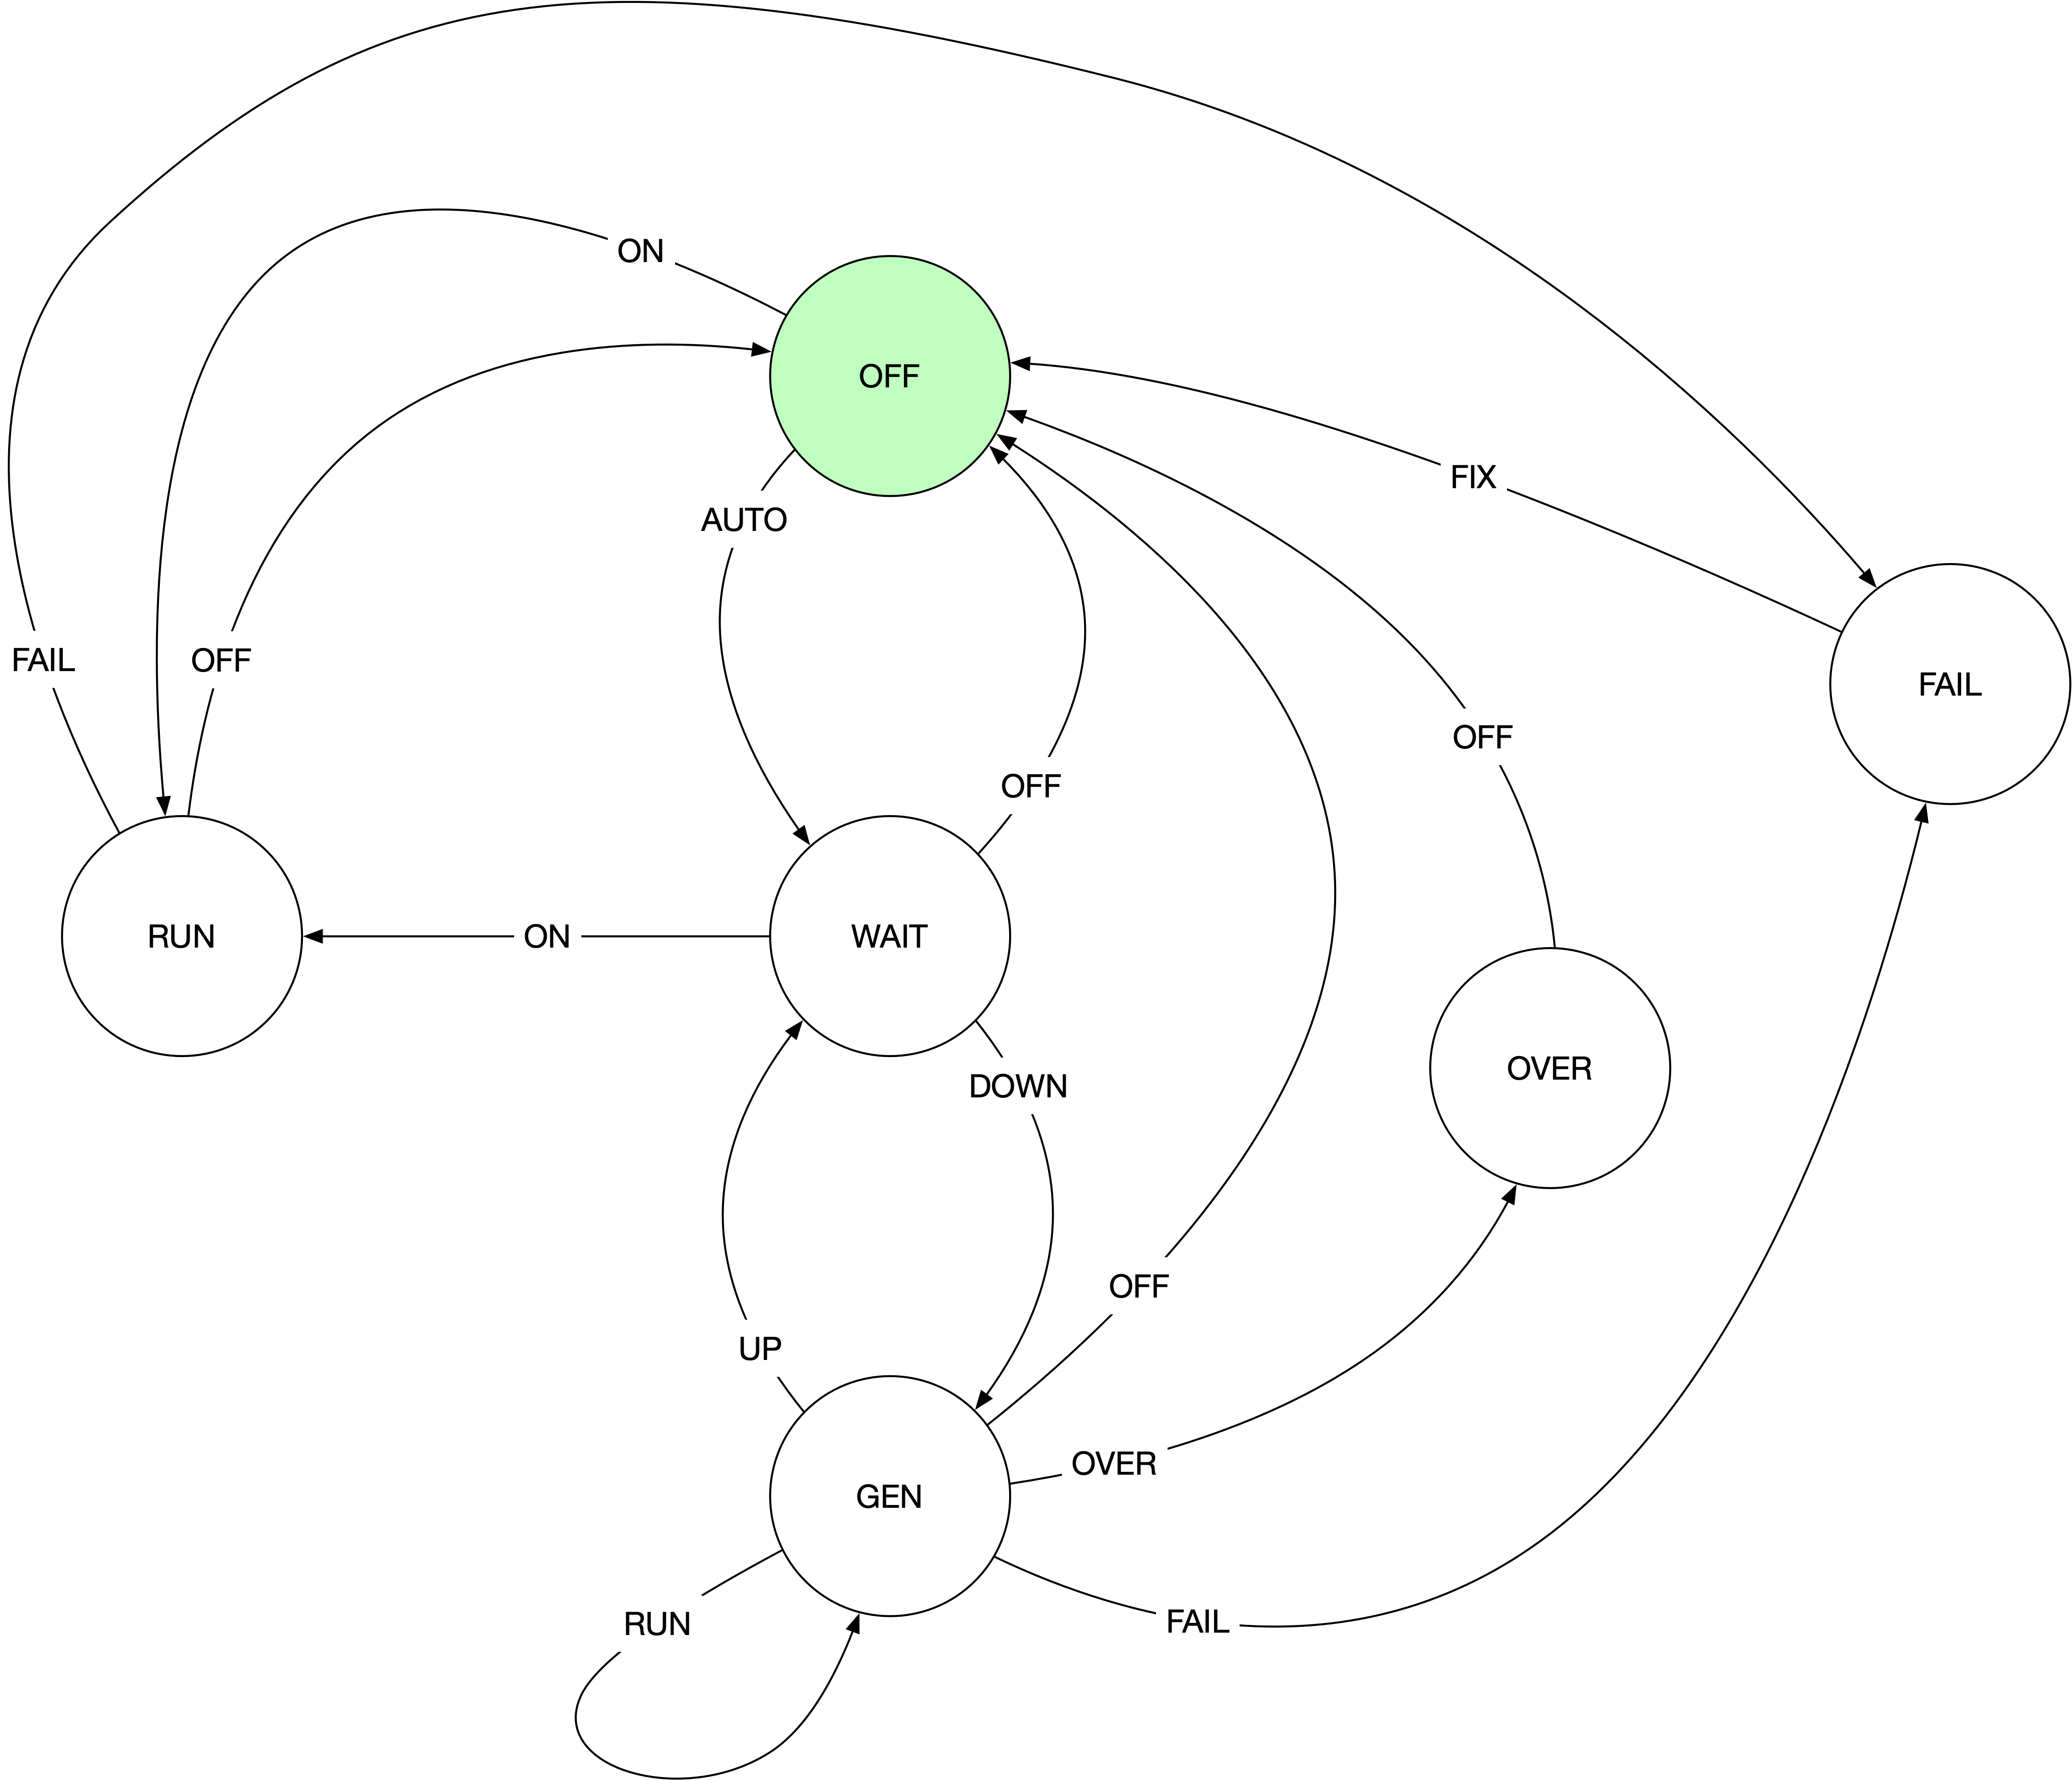 ON
OFF
FIX
AUTO
FAIL
OFF
FAIL
OFF
OFF
RUN
ON
WAIT
OVER
DOWN
OFF
UP
OVER
GEN
RUN
FAIL